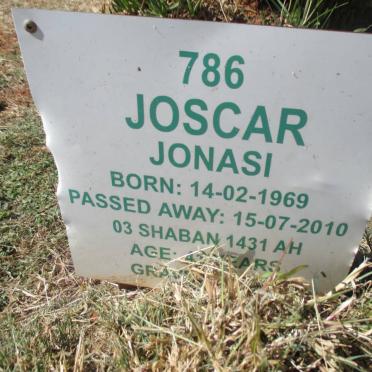 786
JOSCAR
JONASI
BORN: 14-02-1969
PASSED AWAY: 15-07-2010
03 SHABAN 1431 AH
AGE-